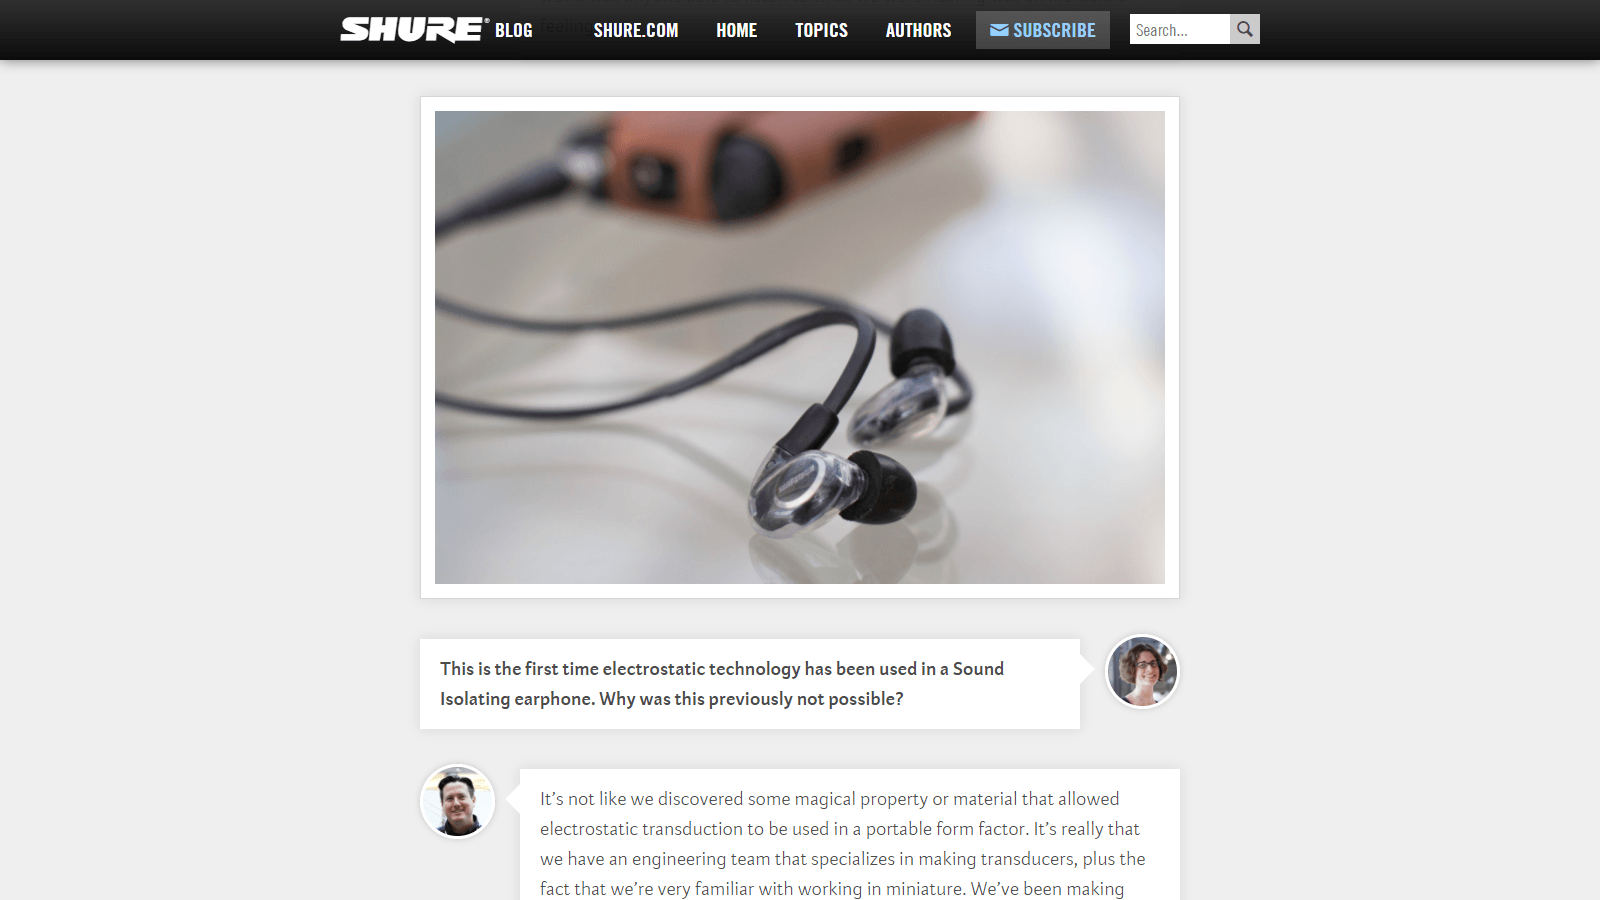 SHURE® BLOG SHURE.COM HOME TOPICS AUTHORS SUBSCRIBE Search...
This is the first time electrostatic technology has been used in a Sound
Isolating earphone. Why was this previously not possible?
It’s not like we discovered some magical property or material that allowed
electrostatic transduction to be used in a portable form factor. It’s really that
we have an engineering team that specializes in making transducers, plus the
fact that we’re very familiar with working in miniature. We’ve been making